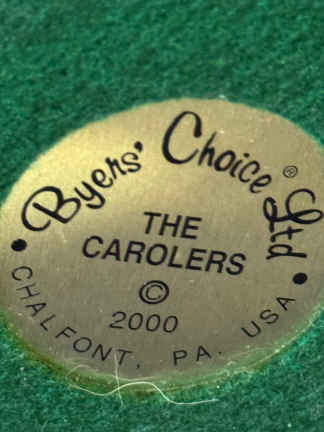 Byers' Choice Ltd ®
THE
CAROLERS
©
2000
• CHALFONT, PA. USA •